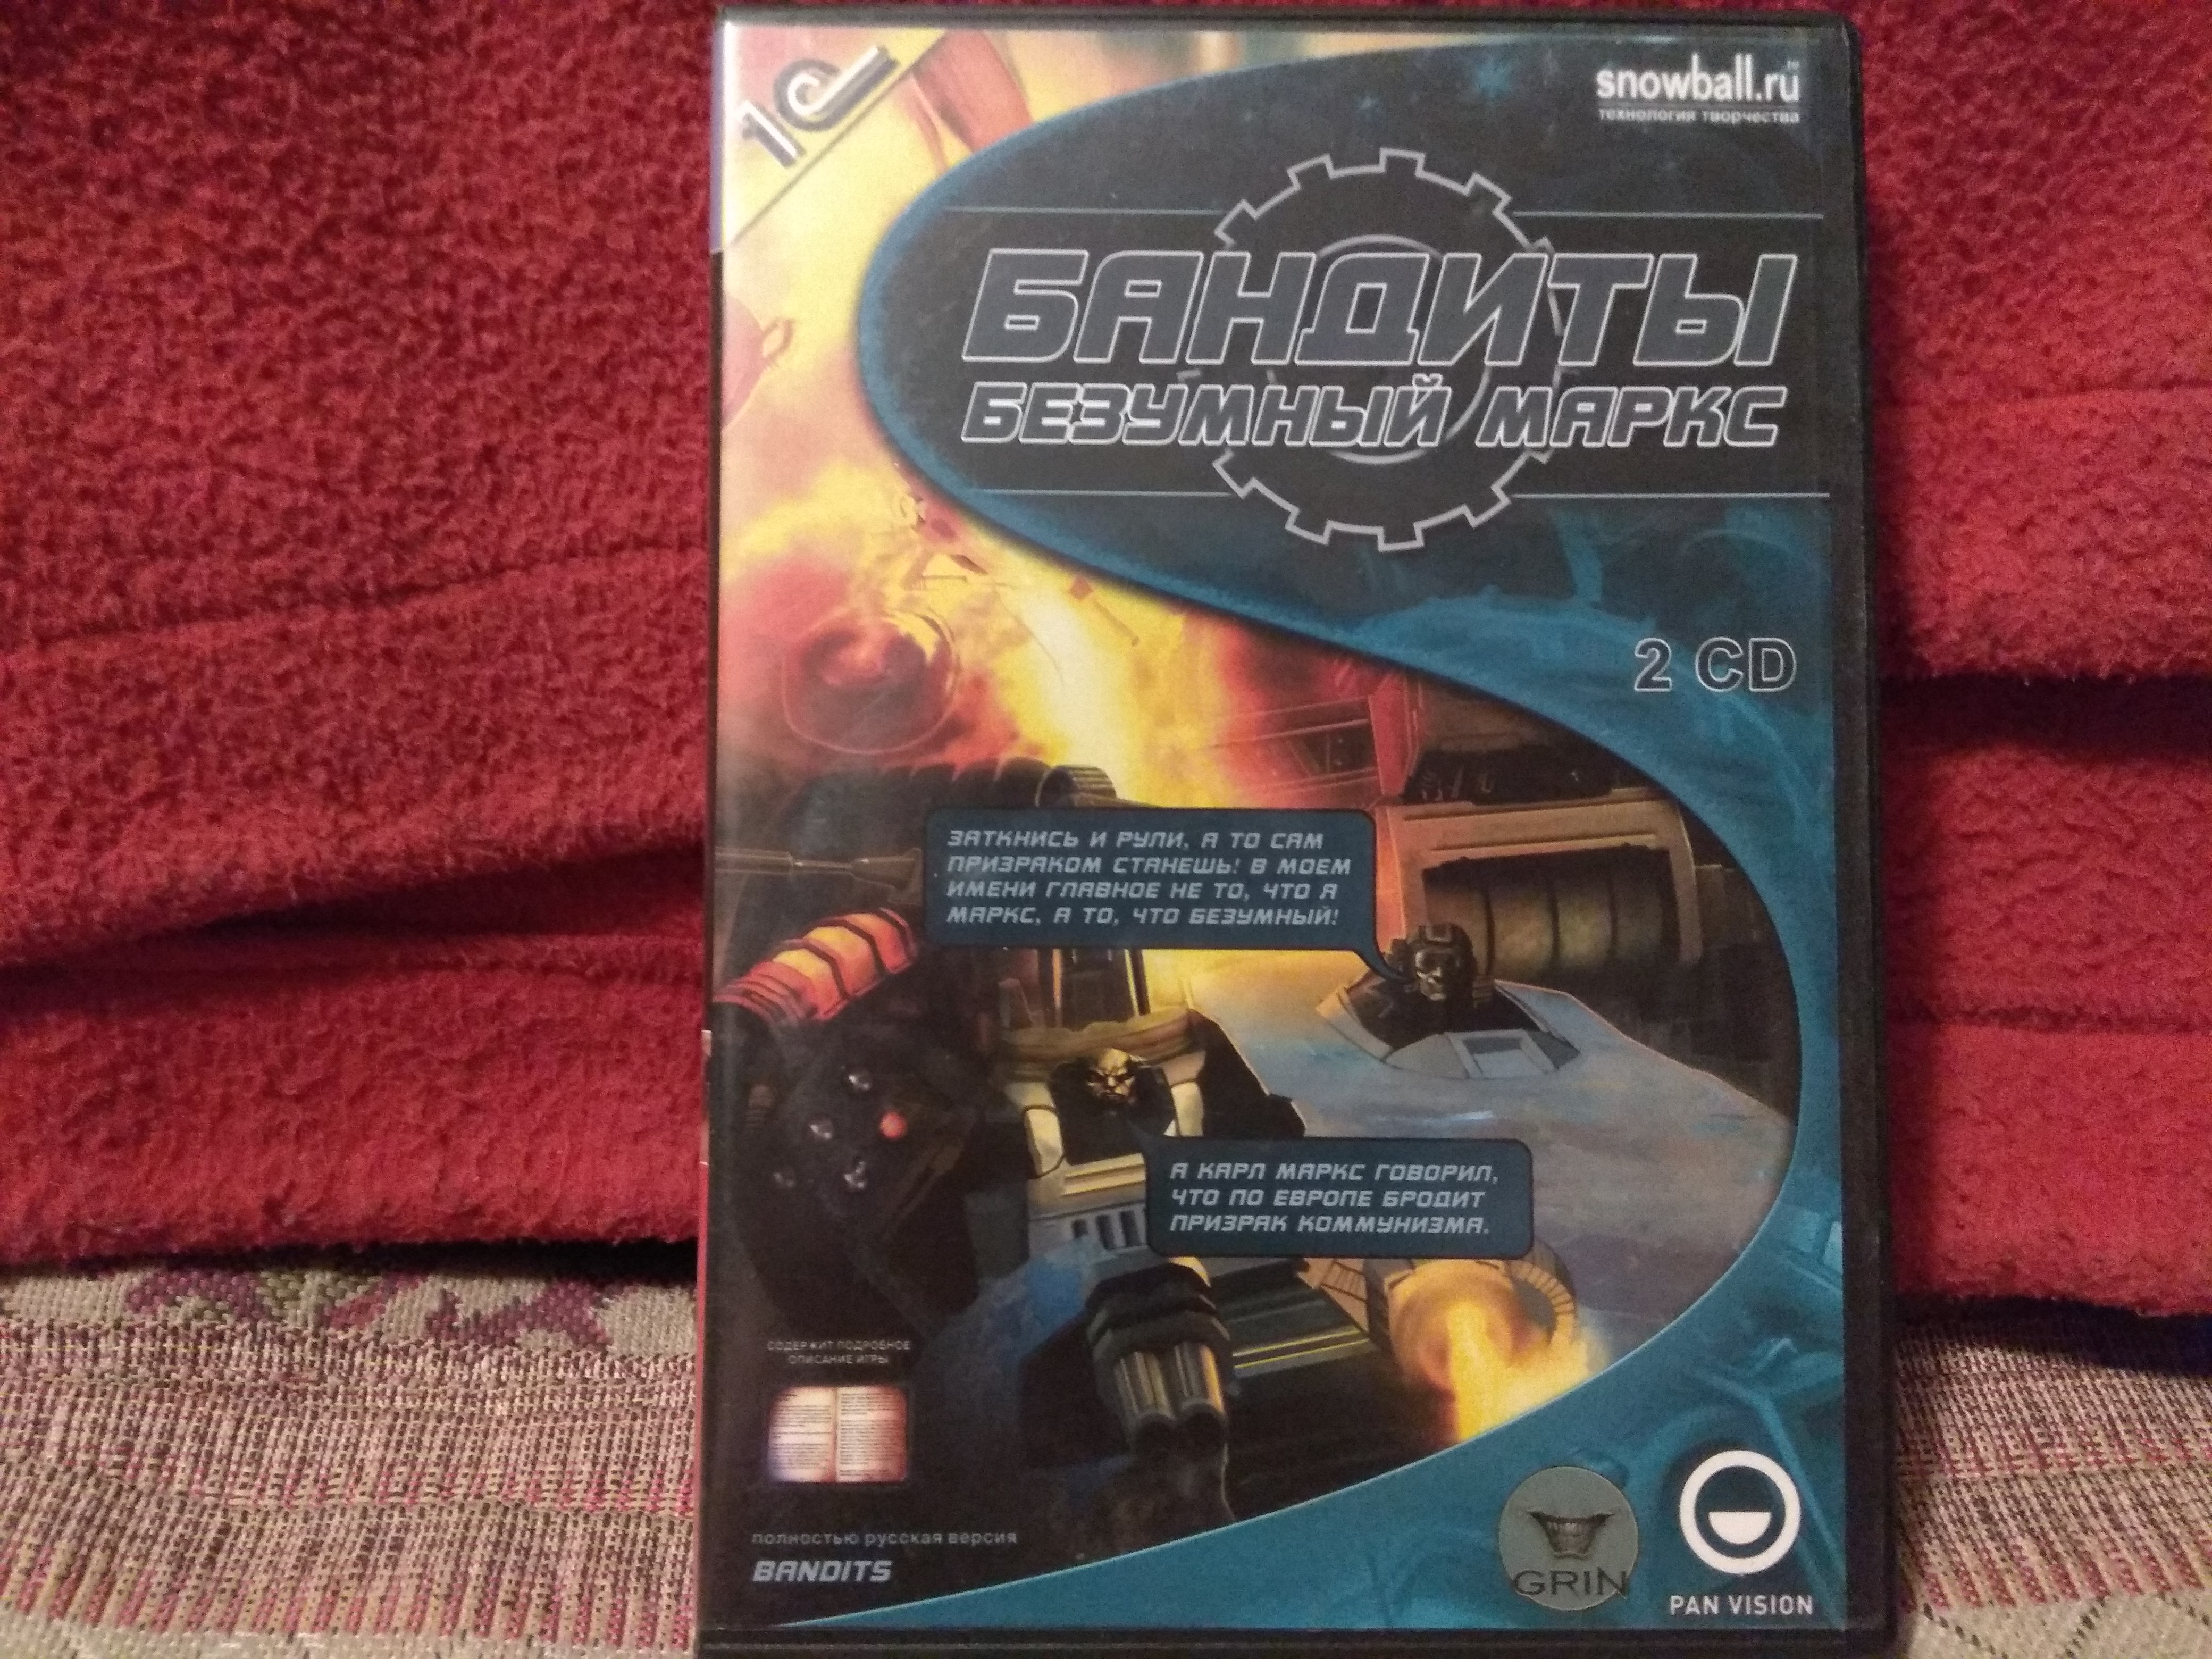 1С
snowball.ru
технология творчества
БАНДИТЫ
БЕЗУМНЫЙ МАРКС
2 CD
ЗАТКНИСЬ И РУЛИ, А ТО САМ
ПРИЗРАКОМ СТАНЕШЬ! В МОЕМ
ИМЕНИ ГЛАВНОЕ НЕ ТО, ЧТО Я
МАРКС, А ТО, ЧТО БЕЗУМНЫЙ!
А КАРЛ МАРКС ГОВОРИЛ,
ЧТО ПО ЕВРОПЕ БРОДИТ
ПРИЗРАК КОММУНИЗМА.
СОДЕРЖИТ ПОДРОБНОЕ
ОПИСАНИЕ ИГРЫ
полностью русская версия
BANDITS
GRIN
PAN VISION